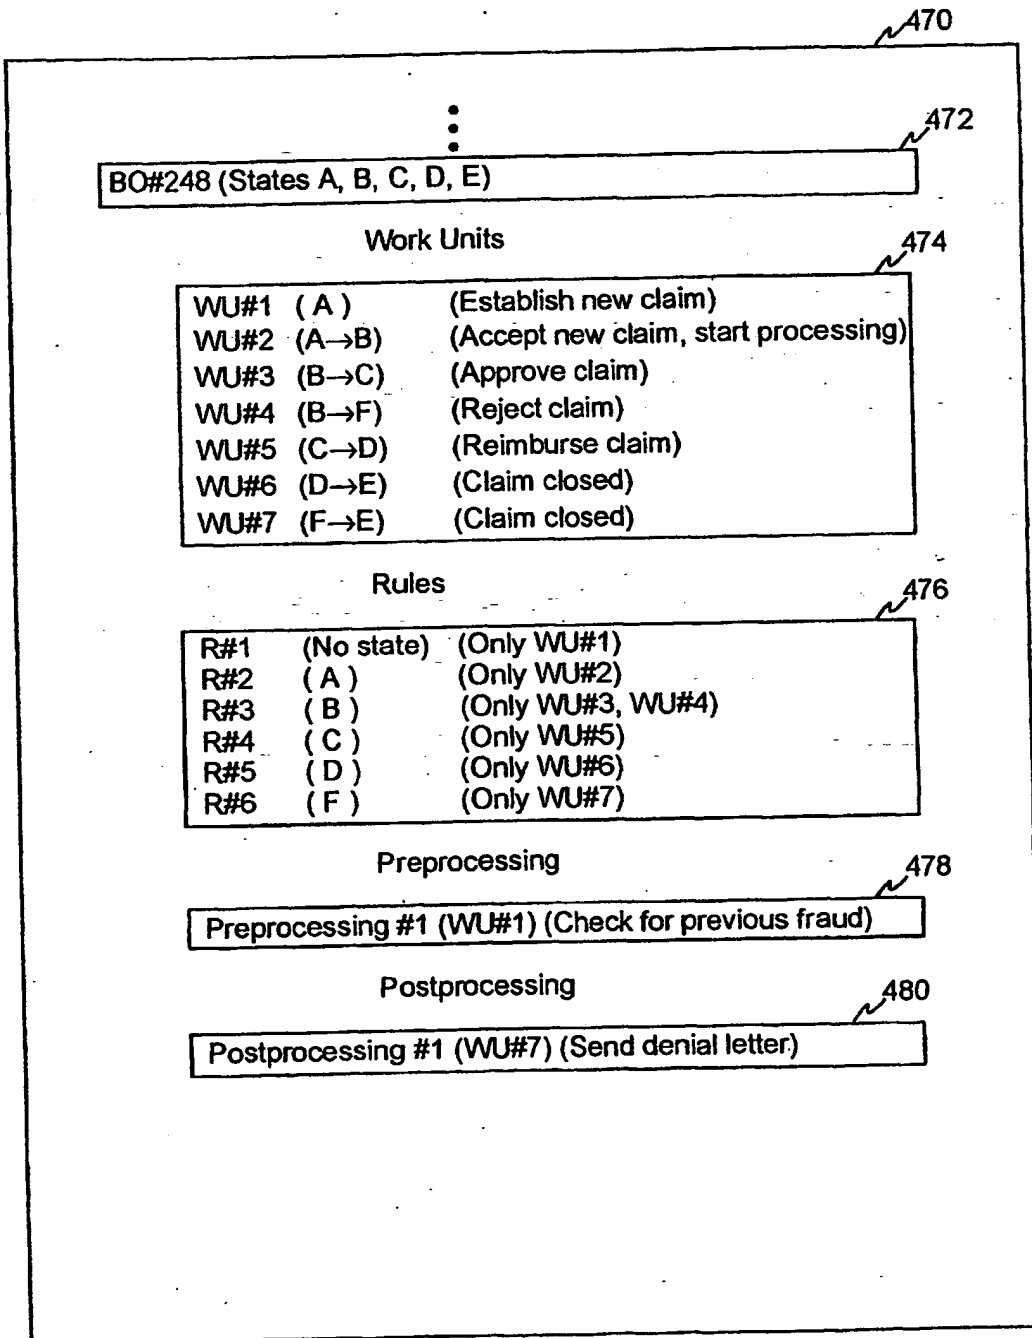 470
472
BO#248 (States A, B, C, D, E)
Work Units
474
WU#1 ( A ) (Establish new claim)
WU#2 (A→B) (Accept new claim, start processing)
WU#3 (B→C) (Approve claim)
WU#4 (B→F) (Reject claim)
WU#5 (C→D) (Reimburse claim)
WU#6 (D→E) (Claim closed)
WU#7 (F→E) (Claim closed)
Rules
476
R#1 (No state) (Only WU#1)
R#2 ( A ) (Only WU#2)
R#3 ( B ) (Only WU#3, WU#4)
R#4 ( C ) (Only WU#5)
R#5 ( D ) (Only WU#6)
R#6 ( F ) (Only WU#7)
Preprocessing
478
Preprocessing #1 (WU#1) (Check for previous fraud)
Postprocessing
480
Postprocessing #1 (WU#7) (Send denial letter)